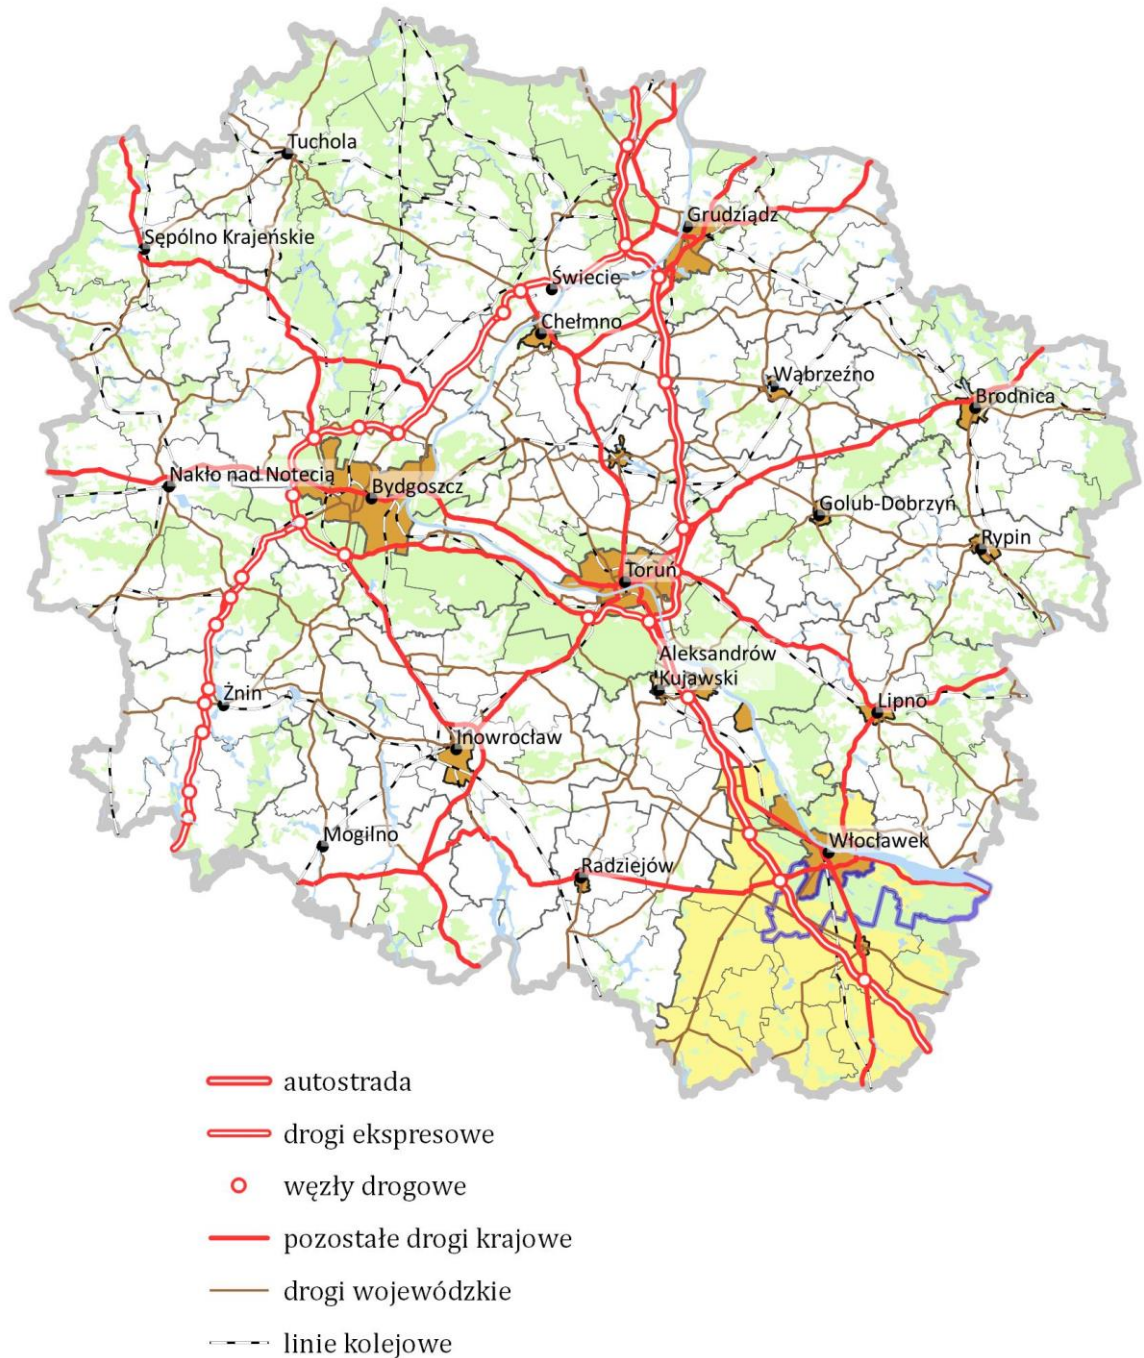 Tuchola
Grudziądz
Sępólno Krajeńskie
Świecie
Chełmno
Wąbrzeźno
Brodnica
Nakło nad Notecią
Bydgoszcz
Golub-Dobrzyń
Rypin
Toruń
Aleksandrów
Kujawski
Żnin
Lipno
Inowrocław
Mogilno
Włocławek
Radziejów
autostrada
drogi ekspresowe
węzły drogowe
pozostałe drogi krajowe
drogi wojewódzkie
linie kolejowe